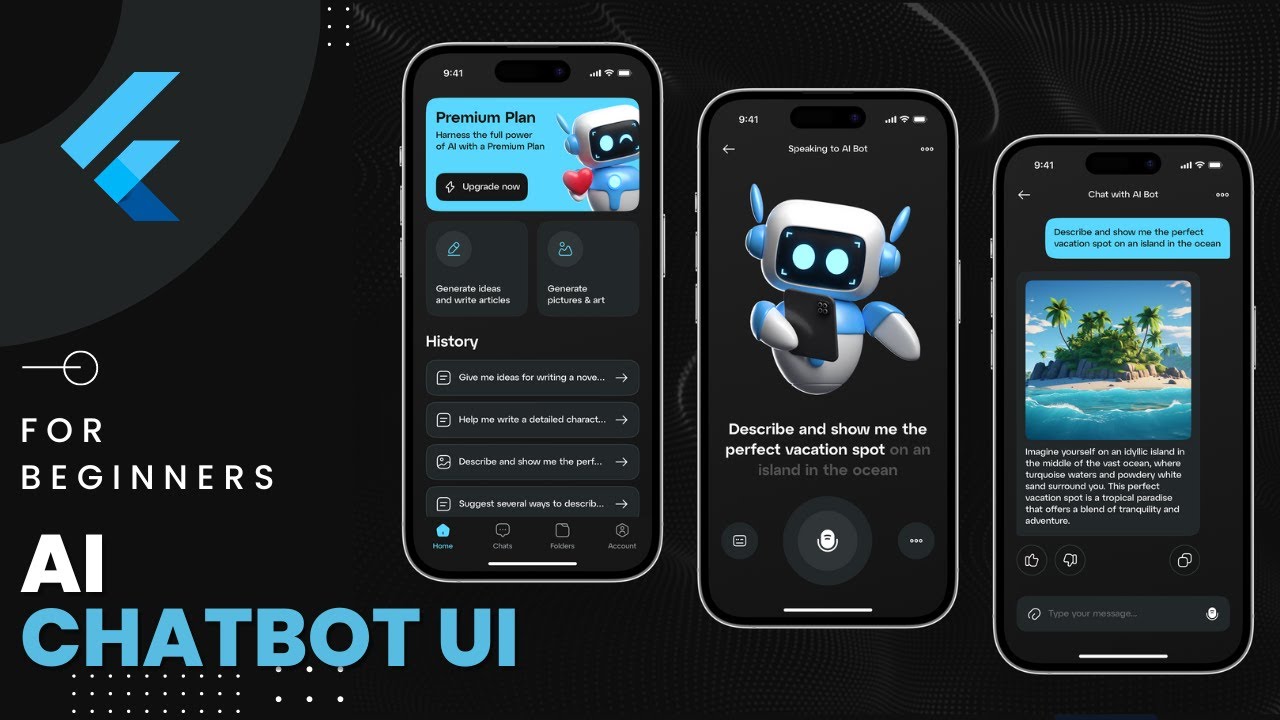 FOR
BEGINNERS
AI
CHATBOT UI
9:41
Premium Plan
Harness the full power
of AI with a Premium Plan
Upgrade now
Generate ideas
and write articles
Generate
pictures & art
History
Give me ideas for writing a nove...
Help me write a detailed charact...
Describe and show me the perf...
Suggest several ways to describ...
Home
Chats
Folders
Account
9:41
Speaking to AI Bot
Describe and show me the
perfect vacation spot on an
island in the ocean
9:41
Chat with AI Bot
Describe and show me the perfect
vacation spot on an island in the ocean
Imagine yourself on an idyllic island in
the middle of the vast ocean, where
turquoise waters and powdery white
sand surround you. This perfect
vacation spot is a tropical paradise
that offers a blend of tranquility and
adventure.
Type your message...